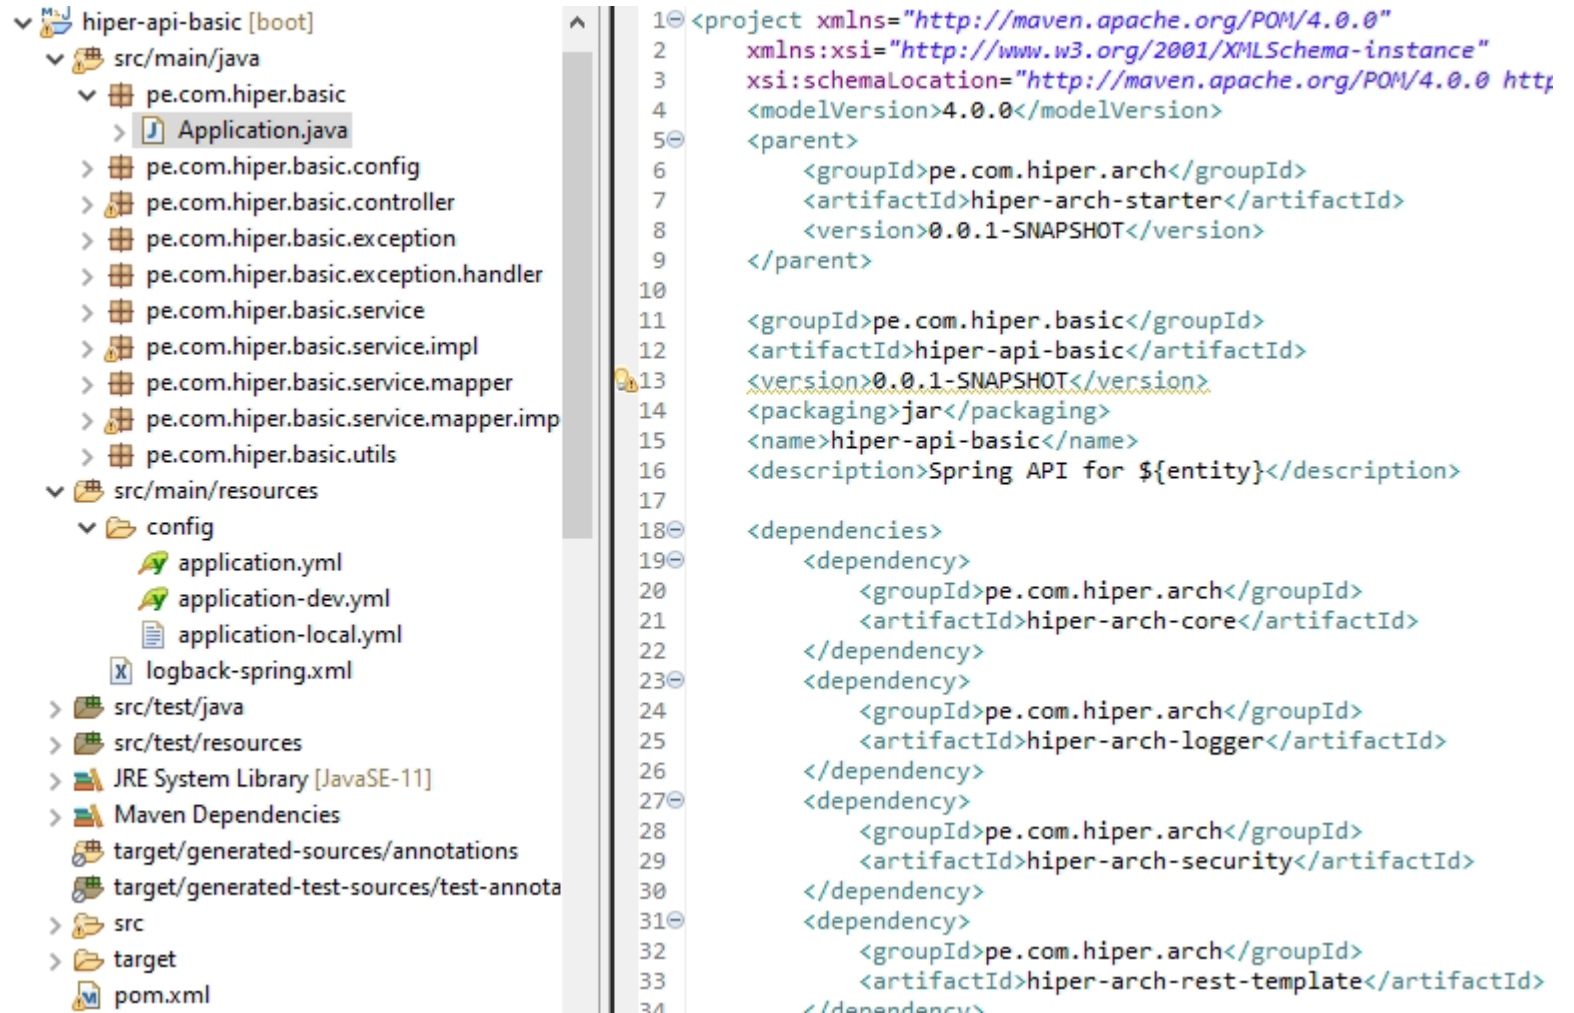 hiper-api-basic [boot]
src/main/java
pe.com.hiper.basic
Application.java
pe.com.hiper.basic.config
pe.com.hiper.basic.controller
pe.com.hiper.basic.exception
pe.com.hiper.basic.exception.handler
pe.com.hiper.basic.service
pe.com.hiper.basic.service.impl
pe.com.hiper.basic.service.mapper
pe.com.hiper.basic.service.mapper.imp
pe.com.hiper.basic.utils
src/main/resources
config
application.yml
application-dev.yml
application-local.yml
logback-spring.xml
src/test/java
src/test/resources
JRE System Library [JavaSE-11]
Maven Dependencies
target/generated-sources/annotations
target/generated-test-sources/test-annota
src
target
pom.xml
1 <project xmlns="http://maven.apache.org/POM/4.0.0"
2 xmlns:xsi="http://www.w3.org/2001/XMLSchema-instance"
3 xsi:schemaLocation="http://maven.apache.org/POM/4.0.0 http
4 <modelVersion>4.0.0</modelVersion>
5 <parent>
6 <groupId>pe.com.hiper.arch</groupId>
7 <artifactId>hiper-arch-starter</artifactId>
8 <version>0.0.1-SNAPSHOT</version>
9 </parent>
10
11 <groupId>pe.com.hiper.basic</groupId>
12 <artifactId>hiper-api-basic</artifactId>
13 <version>0.0.1-SNAPSHOT</version>
14 <packaging>jar</packaging>
15 <name>hiper-api-basic</name>
16 <description>Spring API for ${entity}</description>
17
18 <dependencies>
19 <dependency>
20 <groupId>pe.com.hiper.arch</groupId>
21 <artifactId>hiper-arch-core</artifactId>
22 </dependency>
23 <dependency>
24 <groupId>pe.com.hiper.arch</groupId>
25 <artifactId>hiper-arch-logger</artifactId>
26 </dependency>
27 <dependency>
28 <groupId>pe.com.hiper.arch</groupId>
29 <artifactId>hiper-arch-security</artifactId>
30 </dependency>
31 <dependency>
32 <groupId>pe.com.hiper.arch</groupId>
33 <artifactId>hiper-arch-rest-template</artifactId>
34 </dependency>